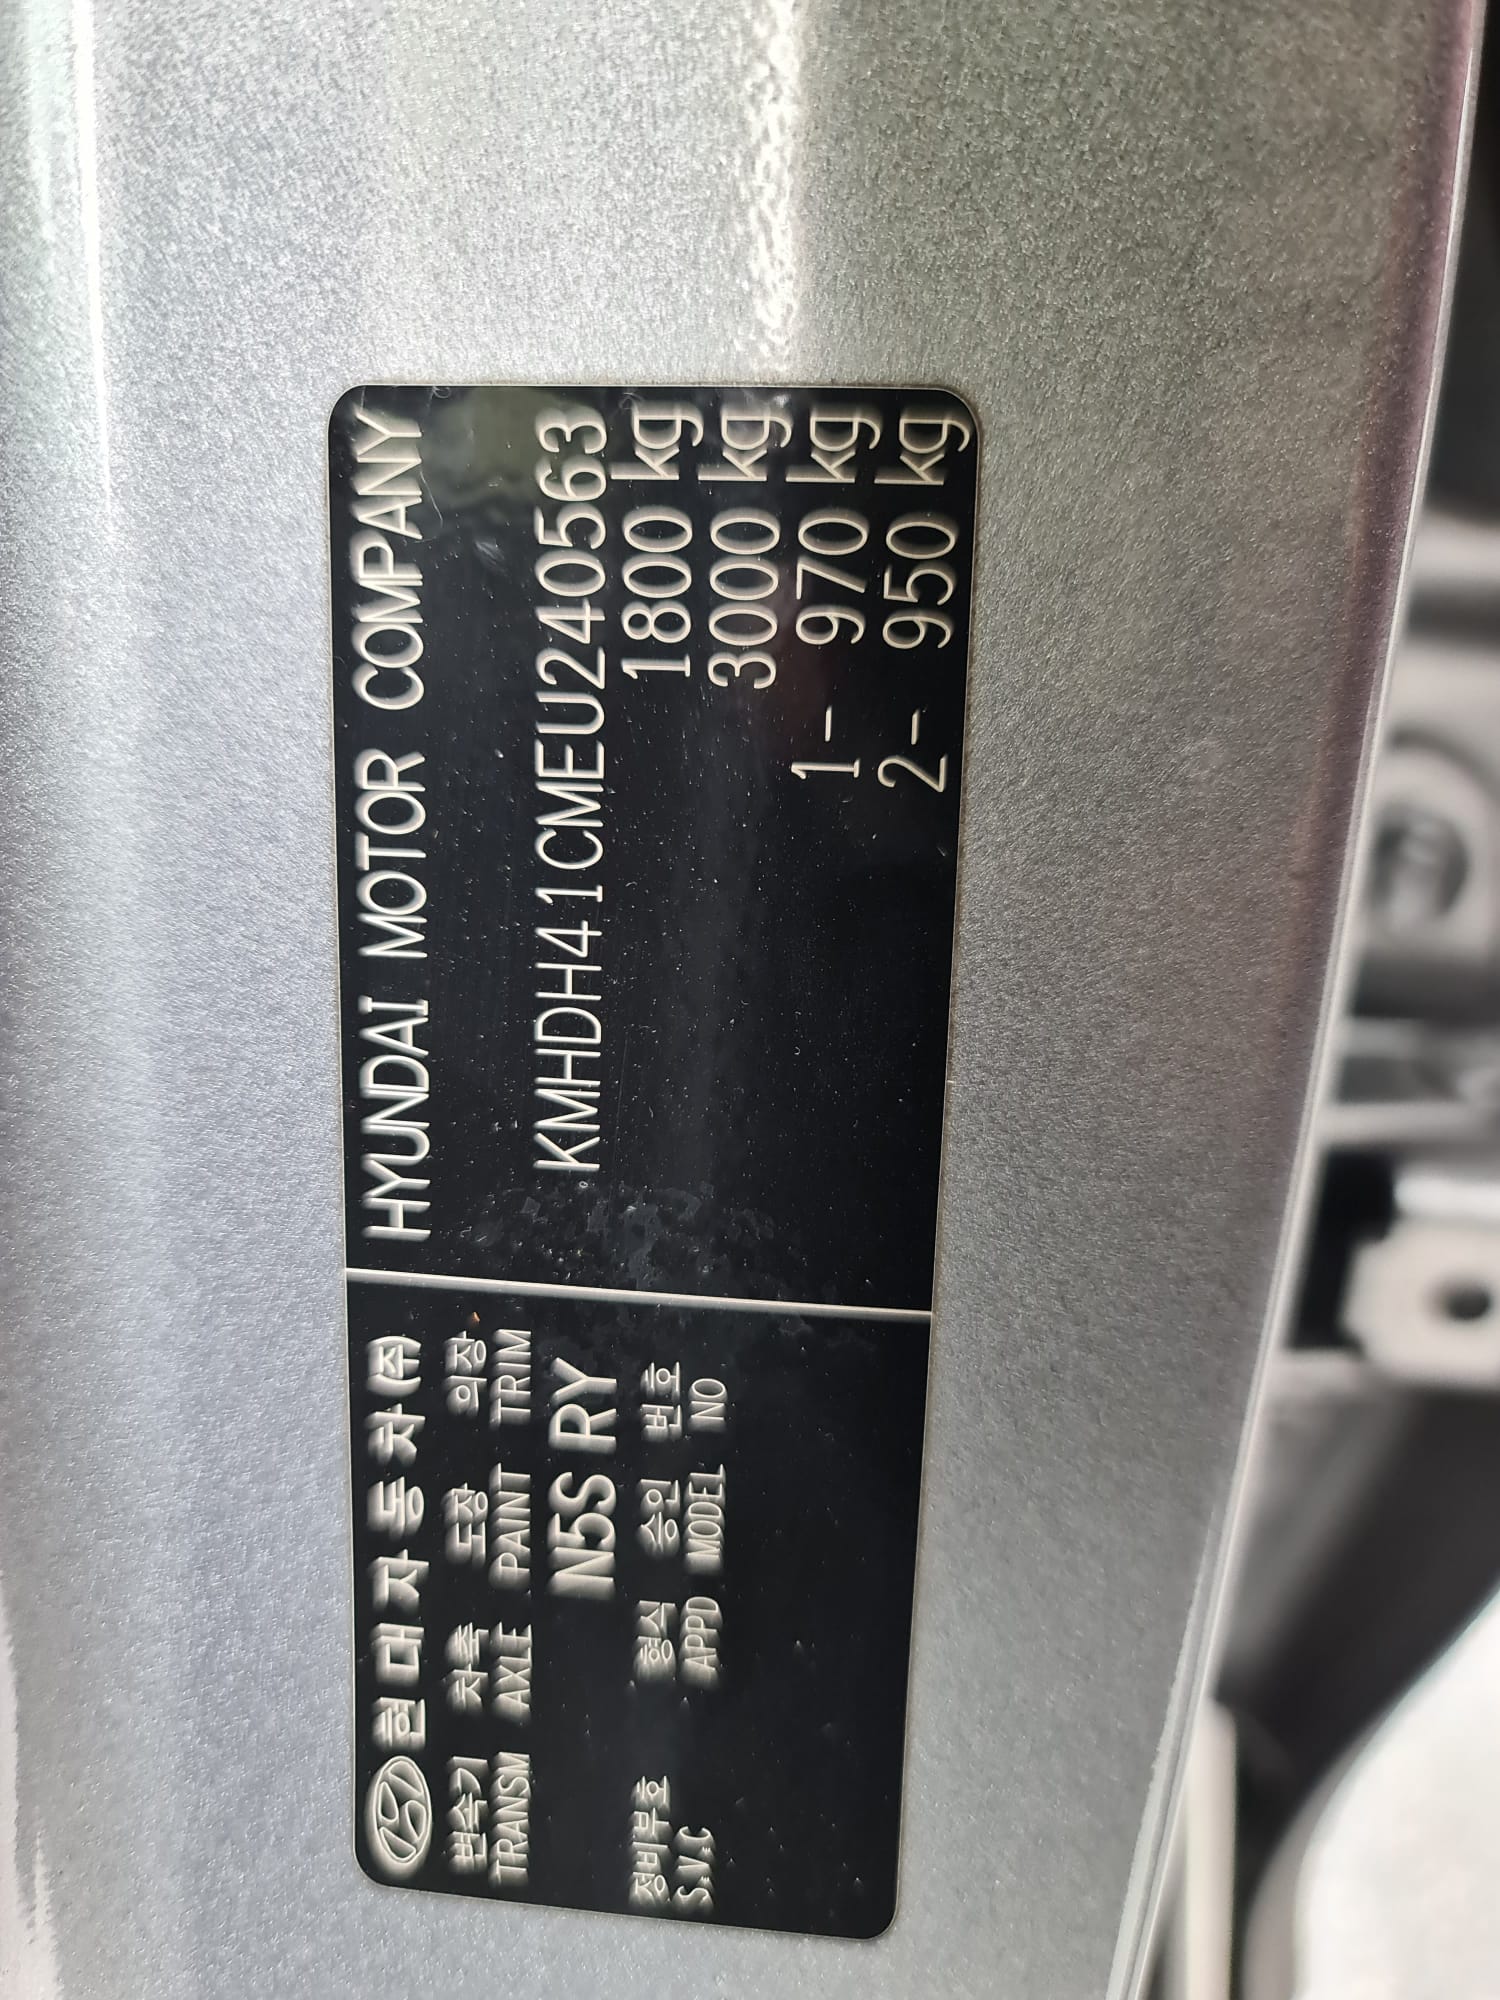 현대자동차(주)
변속기 차축 도장 의장
TRANSM AXLE PAINT TRIM
N5S RY
정비부호 형식 승인 번호
S.V.C APPD MODEL NO
HYUNDAI MOTOR COMPANY
KMHDH41CMEU240563
1800 kg
3000 kg
1- 970 kg
2- 950 kg